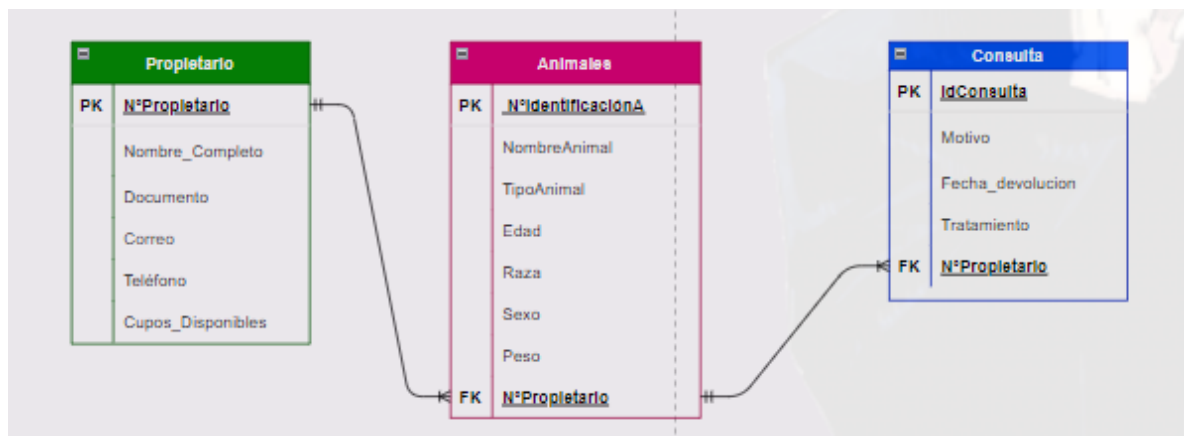 Propietario
PK N°Propietario
Nombre_Completo
Documento
Correo
Teléfono
Cupos_Disponibles
Animales
PK N°IdentificaciónA
NombreAnimal
TipoAnimal
Edad
Raza
Sexo
Peso
FK N°Propietario
Consulta
PK IdConsulta
Motivo
Fecha_devolucion
Tratamiento
FK N°Propietario